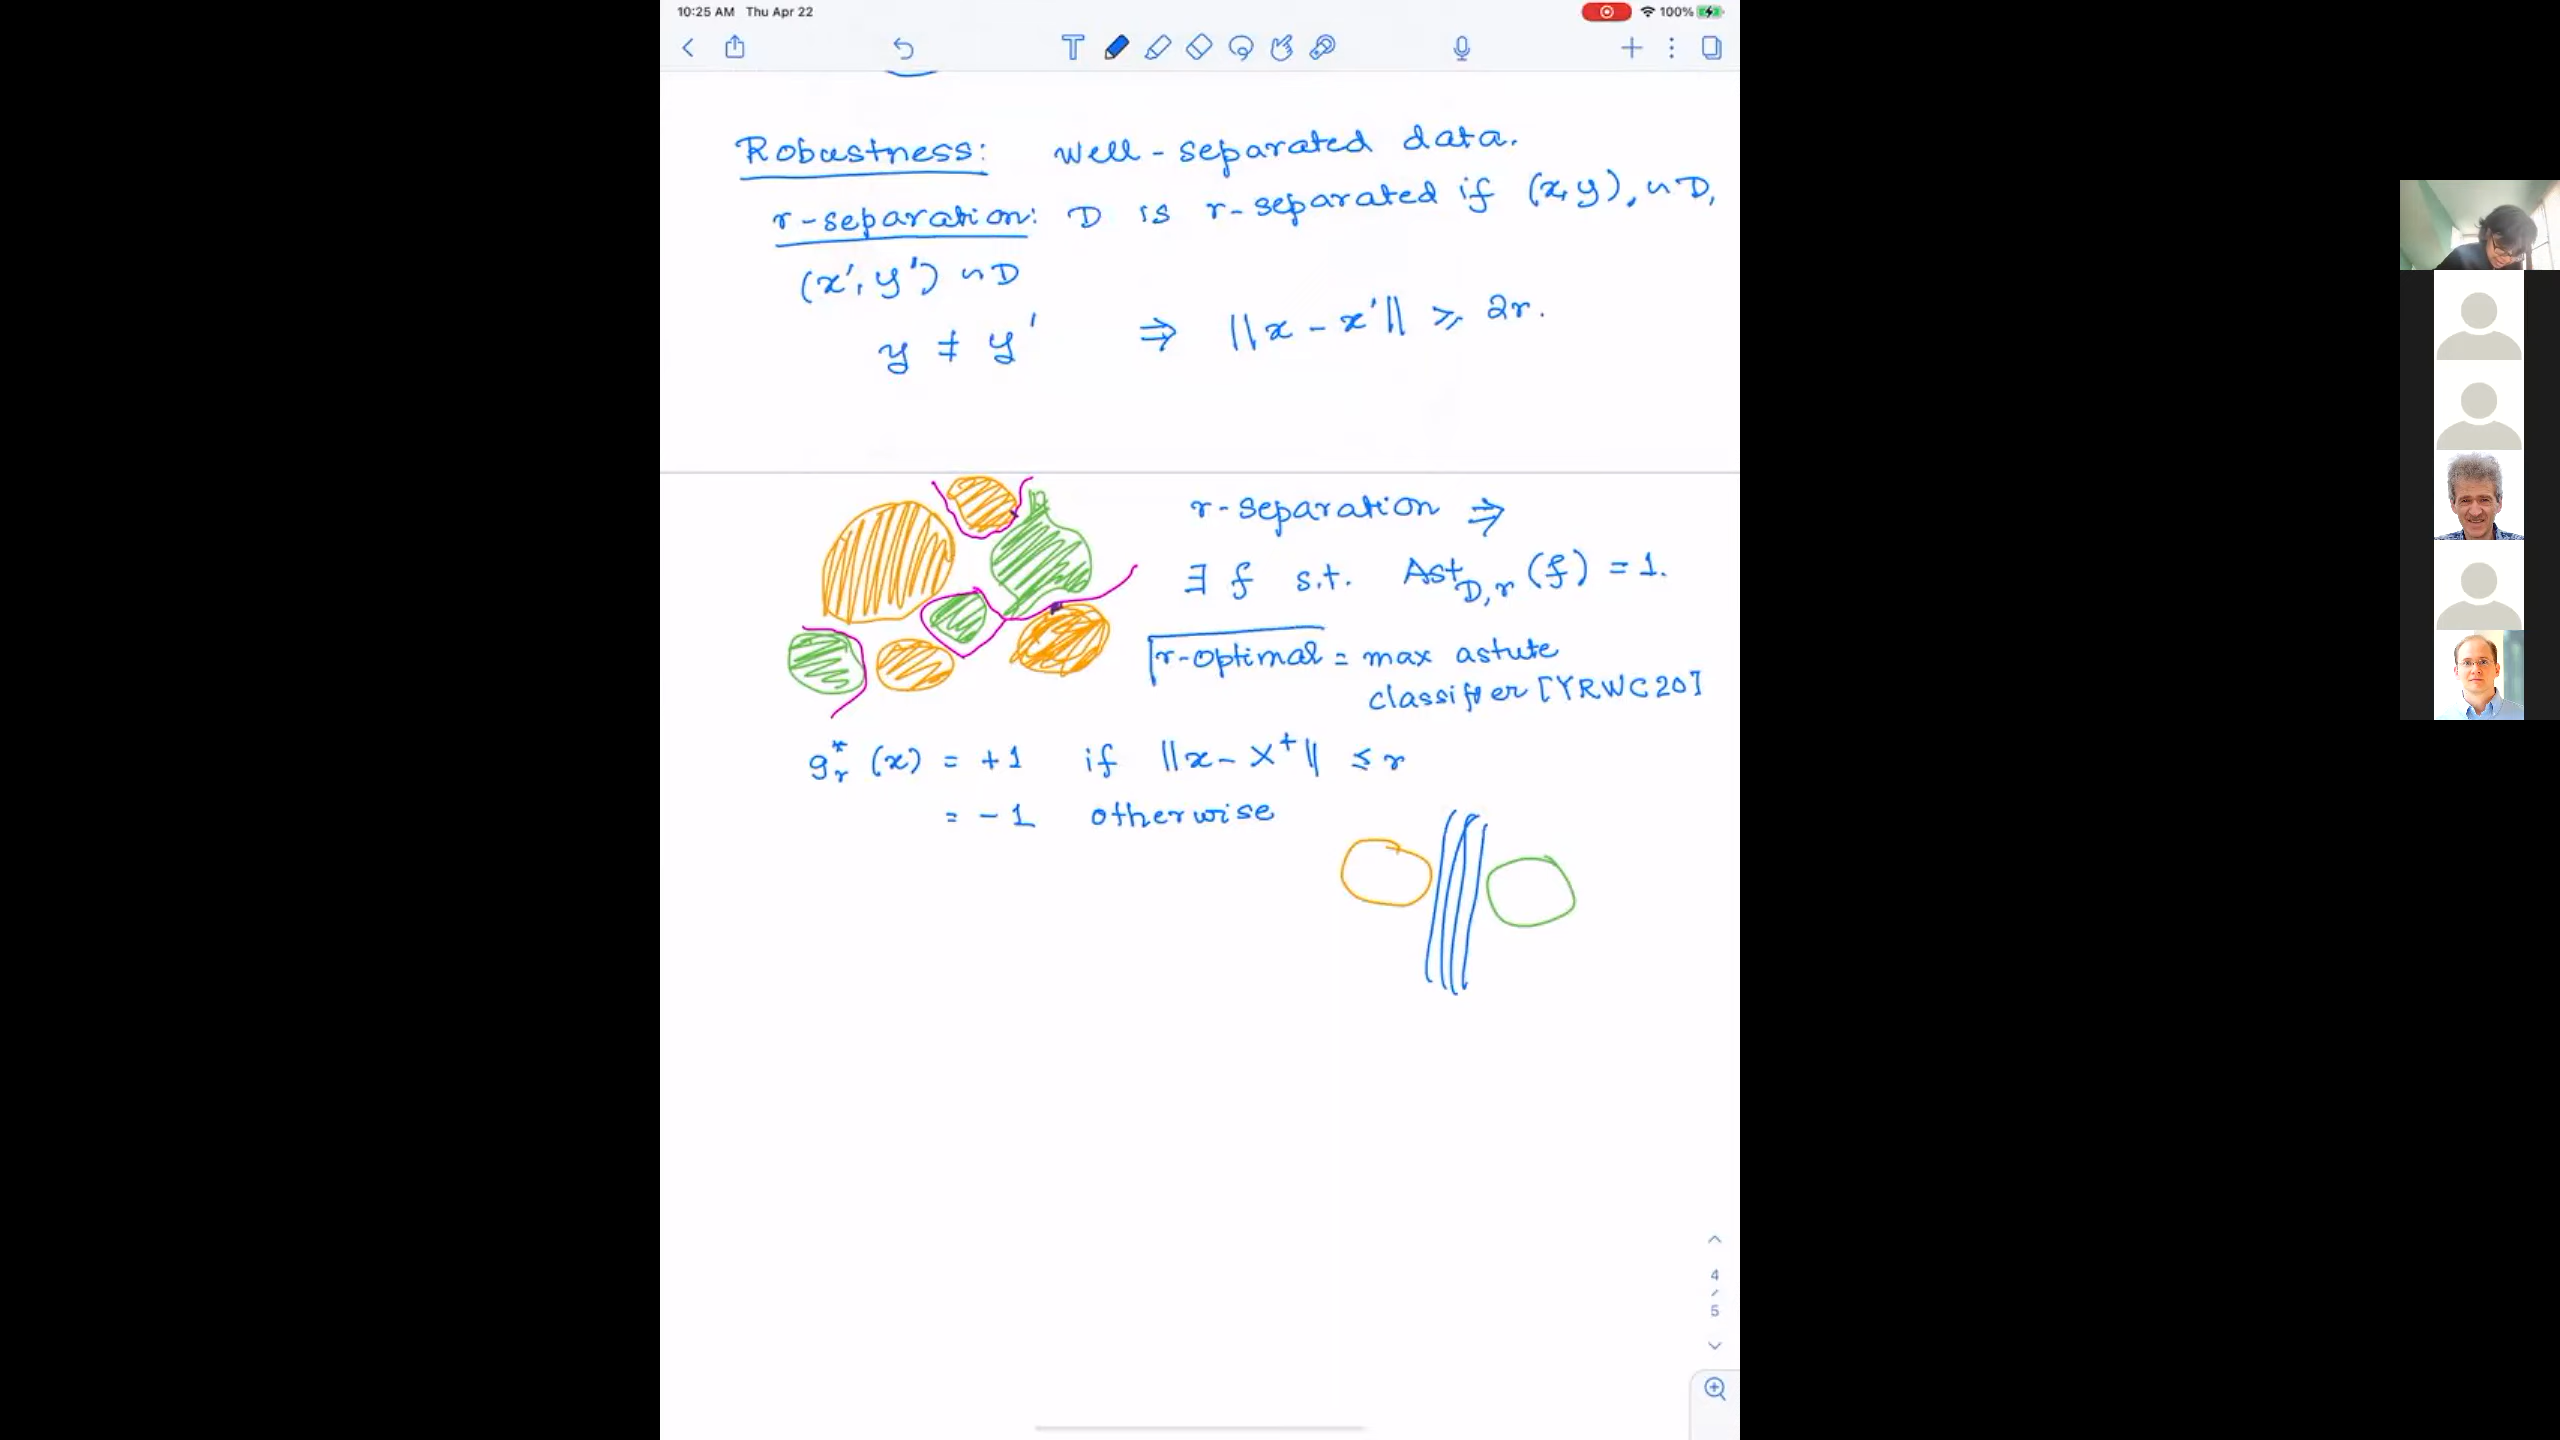 10:25 AM Thu Apr 22
100%
Robustness: well-separated data.
r-separation: D is r-separated if (x, y), ~ D,
(x', y') ~ D
y ≠ y' ⇒ ||x - x'|| ≥ 2r.
r-separation ⇒
∃ f s.t. Ast_{D,r} (f) = 1.
r-optimal = max astute
classifier [YRWC20]
g*_r (x) = +1 if ||x - X⁺|| ≤ r
= -1 otherwise
4
/
5